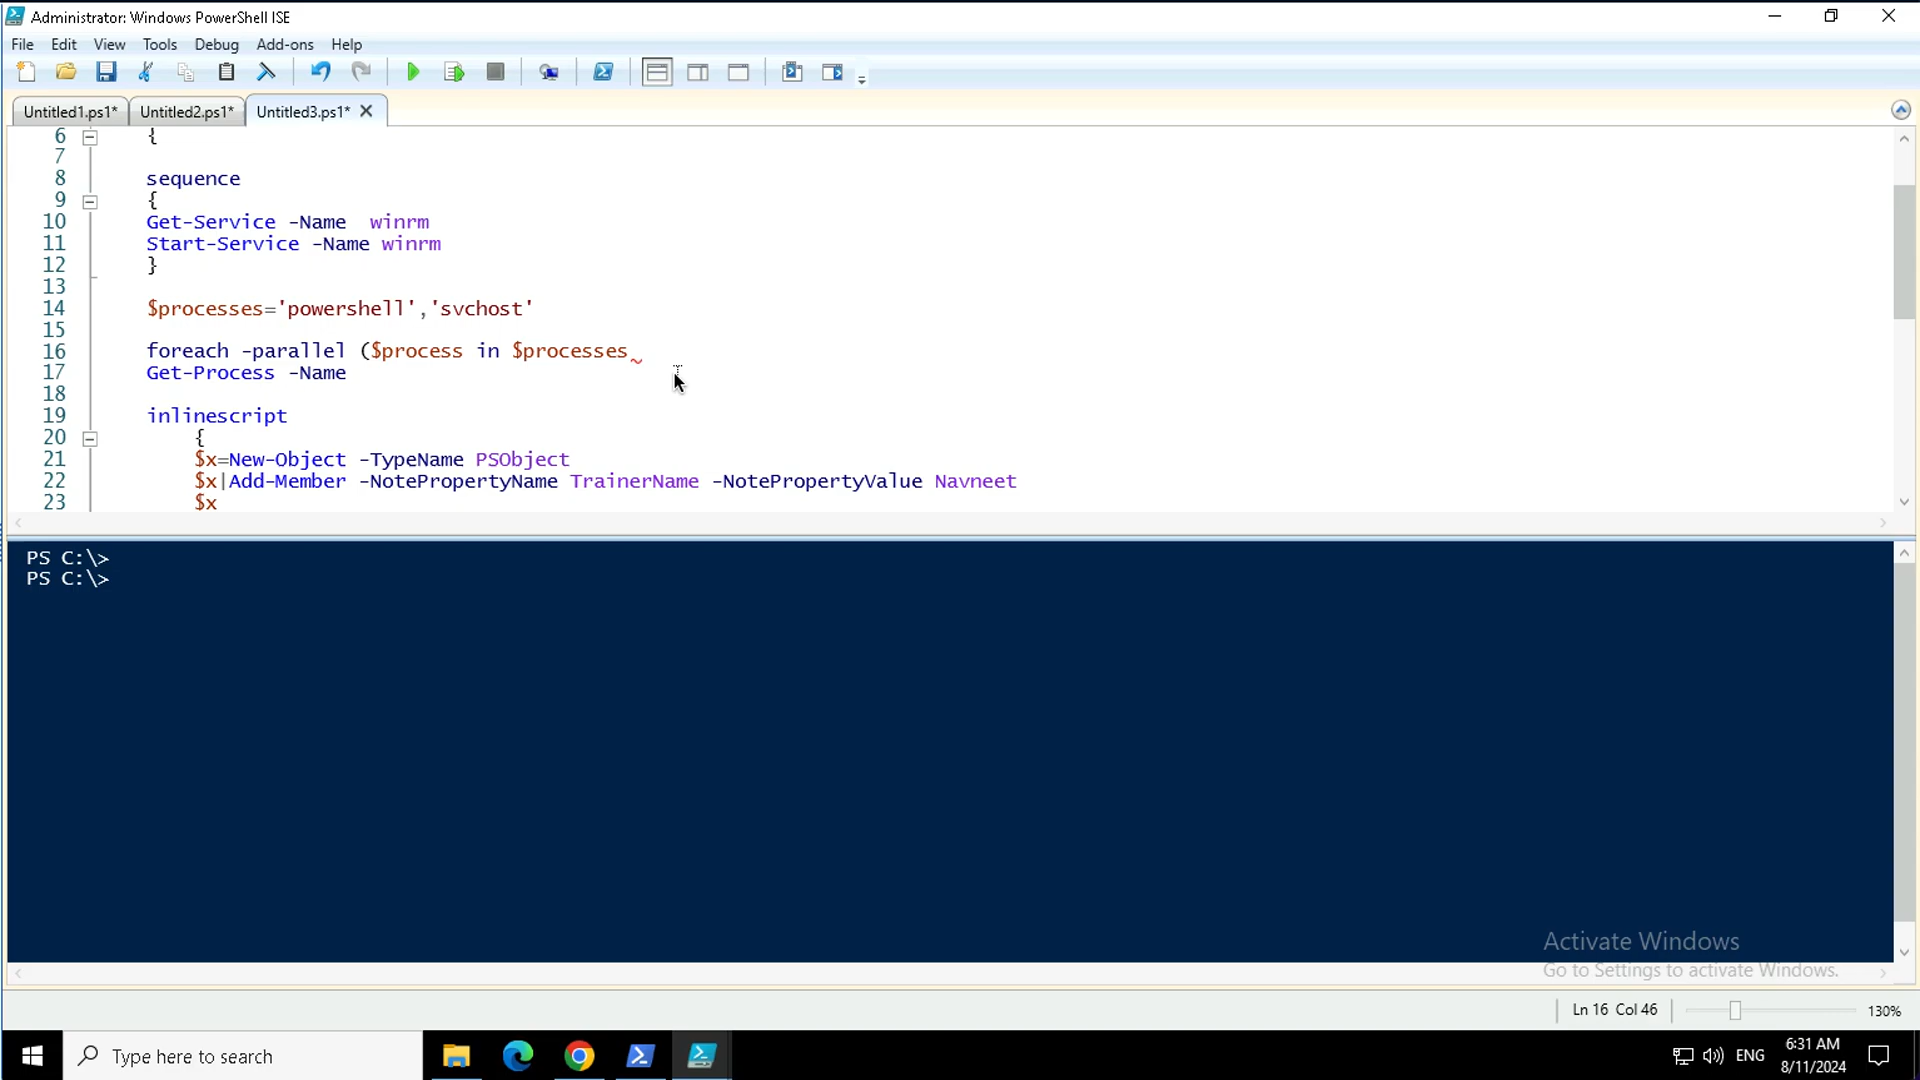 Administrator: Windows PowerShell ISE
File Edit View Tools Debug Add-ons Help
Untitled1.ps1* Untitled2.ps1* Untitled3.ps1*
6 {
7
8 sequence
9 {
10 Get-Service -Name  winrm
11 Start-Service -Name winrm
12 }
13
14 $processes='powershell','svchost'
15
16 foreach -parallel ($process in $processes
17 Get-Process -Name
18
19 inlinescript
20 {
21 $x=New-Object -TypeName PSObject
22 $x|Add-Member -NotePropertyName TrainerName -NotePropertyValue Navneet
23 $x
PS C:\>
PS C:\>
Activate Windows
Go to Settings to activate Windows.
Ln 16 Col 46 130%
Type here to search
ENG
6:31 AM
8/11/2024